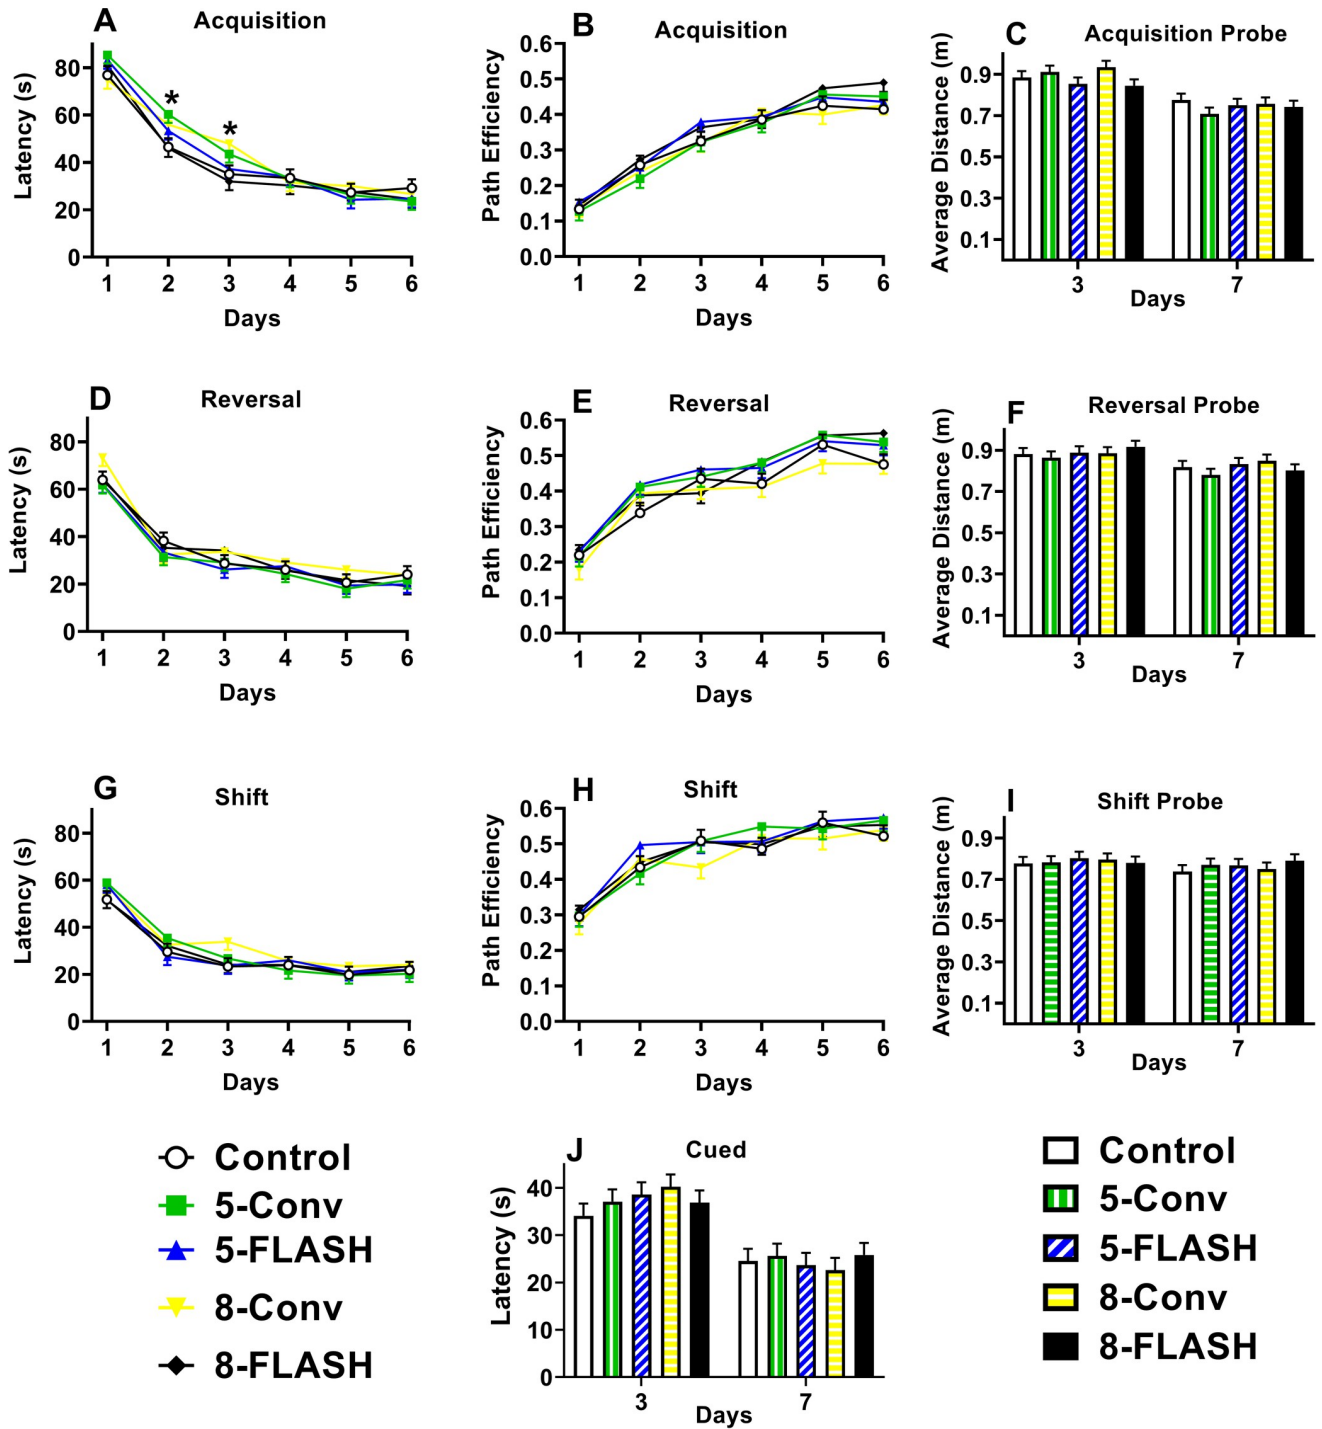 A
Acquisition
Latency (s)
80
60
40
20
0
*
*
1 2 3 4 5 6
Days
B
Acquisition
Path Efficiency
0.6
0.5
0.4
0.3
0.2
0.1
0.0
1 2 3 4 5 6
Days
C
Acquisition Probe
Average Distance (m)
0.9
0.7
0.5
0.3
0.1
3 7
Days
D
Reversal
Latency (s)
80
60
40
20
0
1 2 3 4 5 6
Days
E
Reversal
Path Efficiency
0.6
0.5
0.4
0.3
0.2
0.1
0.0
1 2 3 4 5 6
Days
F
Reversal Probe
Average Distance (m)
0.9
0.7
0.5
0.3
0.1
3 7
Days
G
Shift
Latency (s)
80
60
40
20
0
1 2 3 4 5 6
Days
H
Shift
Path Efficiency
0.6
0.5
0.4
0.3
0.2
0.1
0.0
1 2 3 4 5 6
Days
I
Shift Probe
Average Distance (m)
0.9
0.7
0.5
0.3
0.1
3 7
Days
Control
5-Conv
5-FLASH
8-Conv
8-FLASH
J
Cued
Latency (s)
40
30
20
10
0
3 7
Days
Control
5-Conv
5-FLASH
8-Conv
8-FLASH